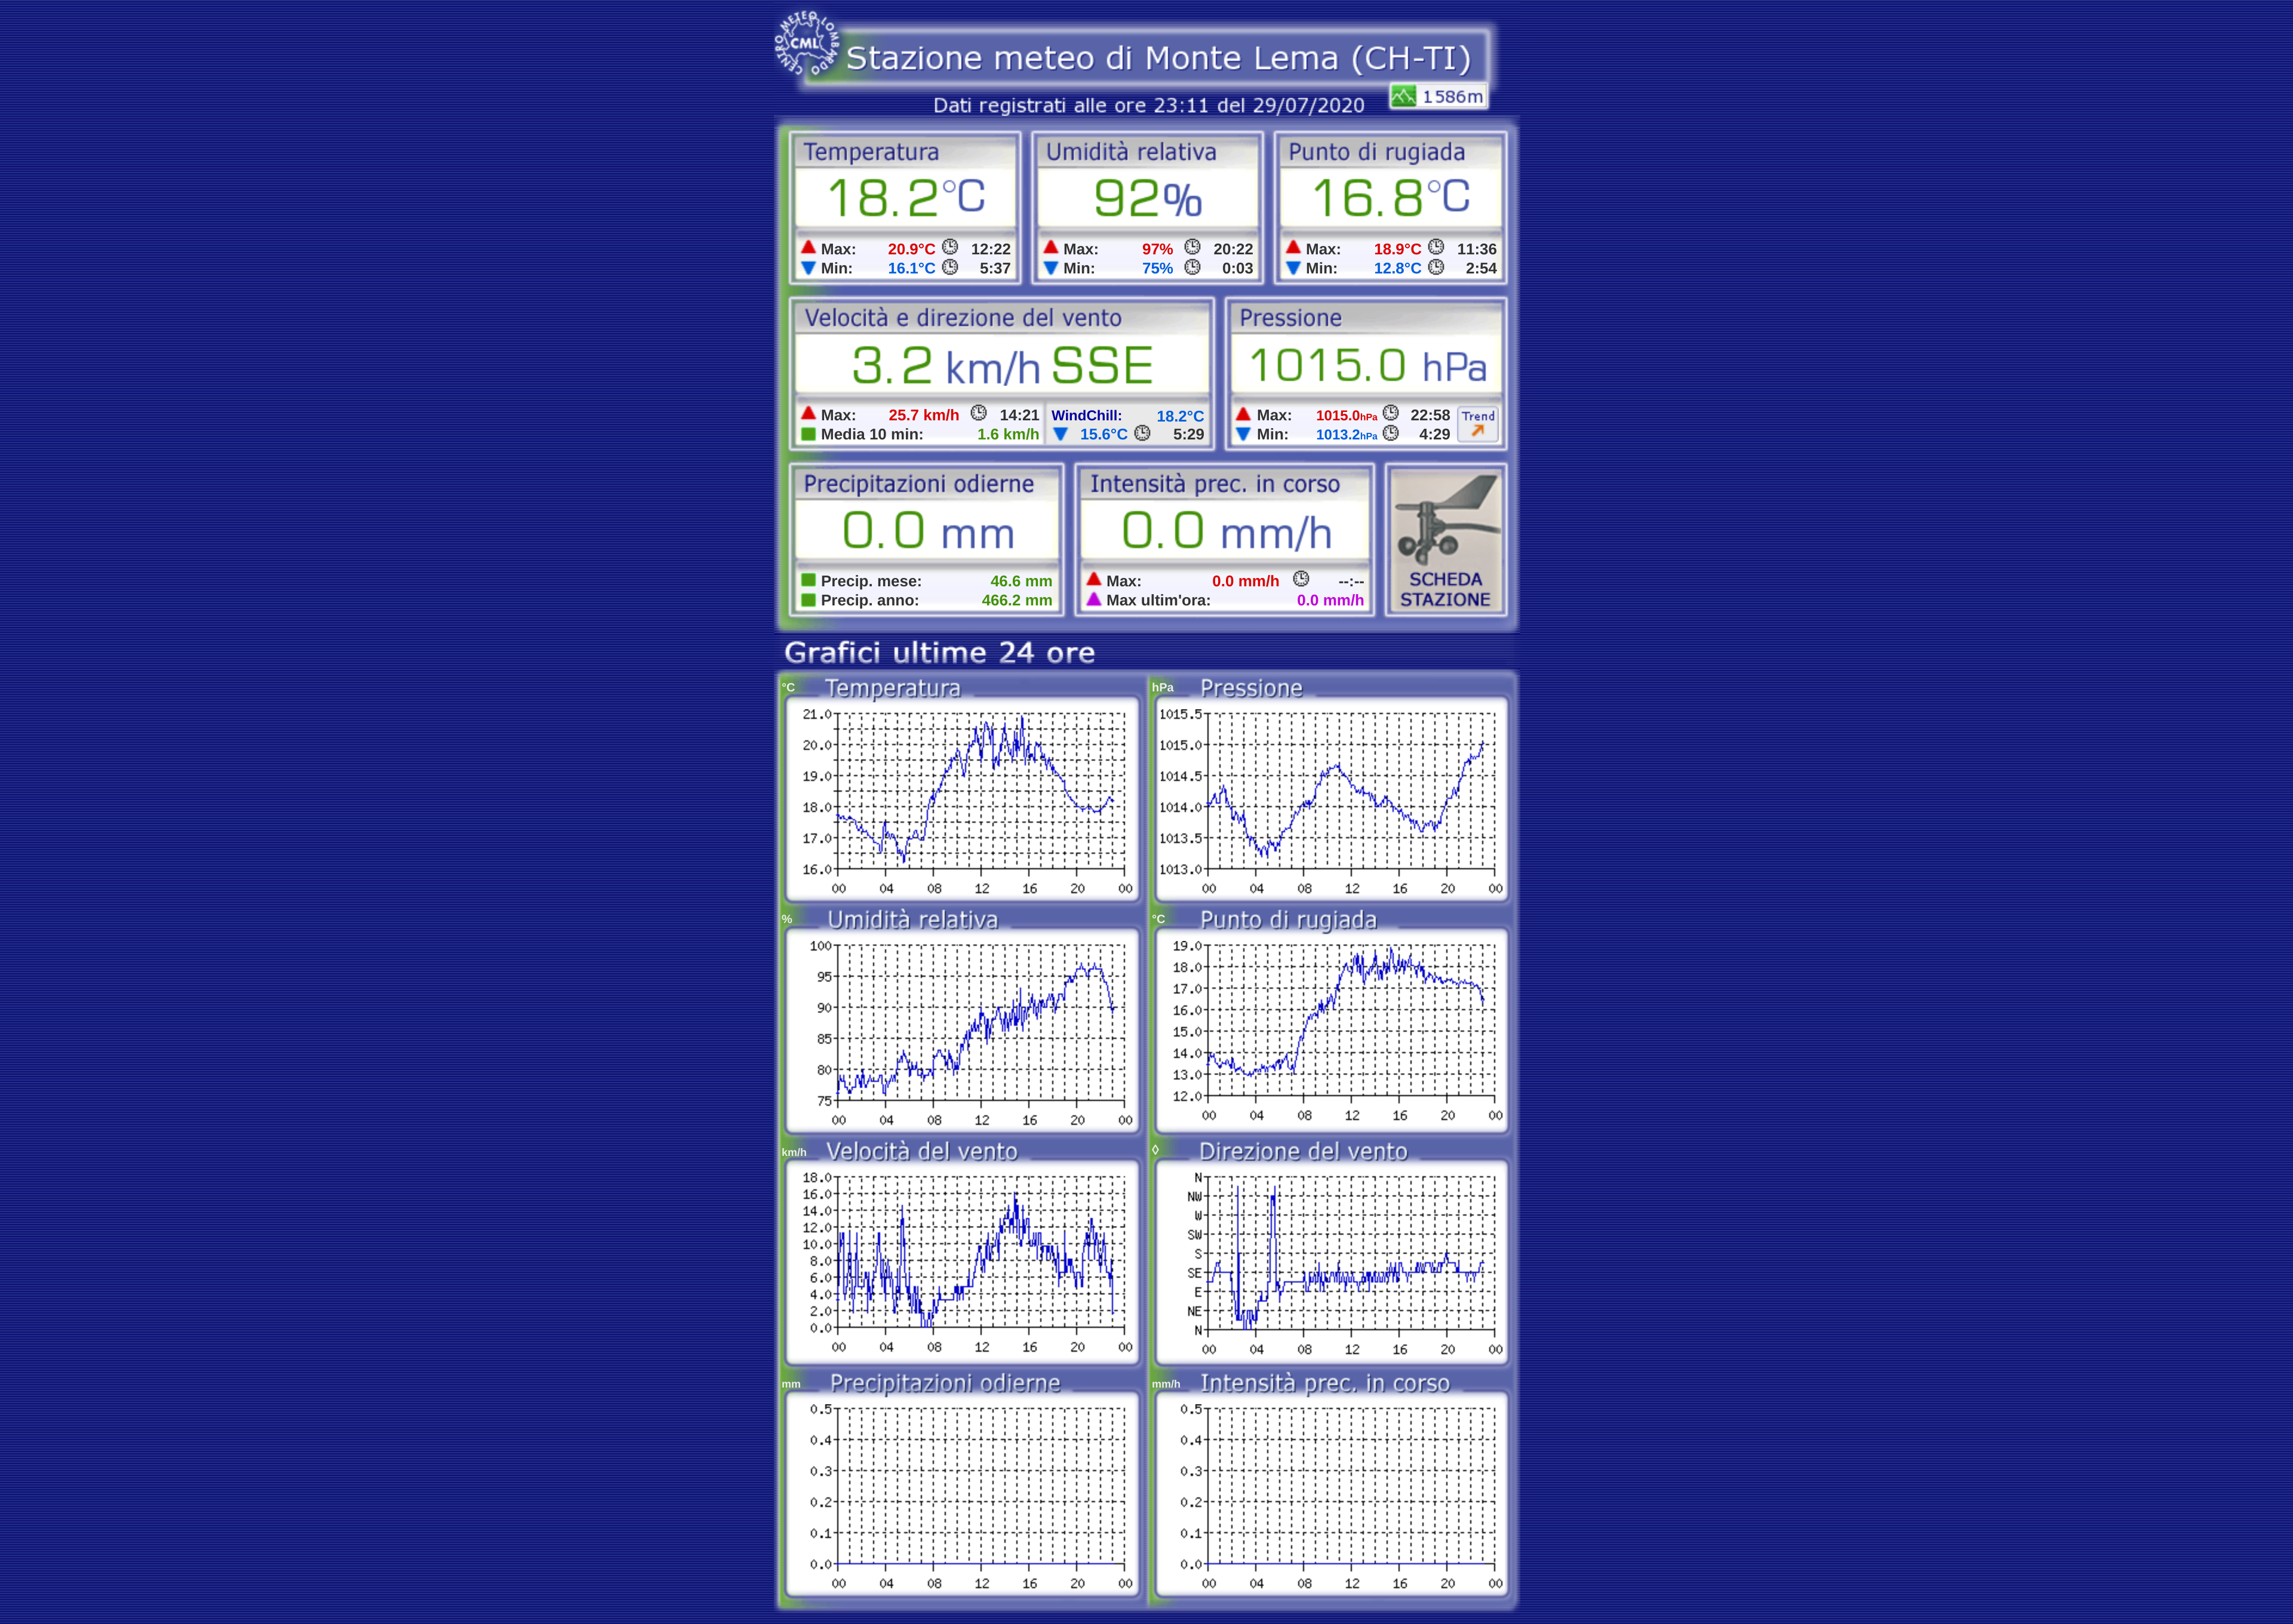 CENTRO METEO LOMBARDO
CML
Stazione meteo di Monte Lema (CH-TI)
1586m
Dati registrati alle ore 23:11 del 29/07/2020
Temperatura Umidità relativa Punto di rugiada
18.2°C 92% 16.8°C
Max: 20.9°C 12:22 Max: 97% 20:22 Max: 18.9°C 11:36
Min: 16.1°C 5:37 Min: 75% 0:03 Min: 12.8°C 2:54
Velocità e direzione del vento Pressione
3.2 km/h SSE 1015.0 hPa
Max: 25.7 km/h 14:21 WindChill: 18.2°C Max: 1015.0hPa 22:58 Trend
Media 10 min: 1.6 km/h 15.6°C 5:29 Min: 1013.2hPa 4:29
Precipitazioni odierne Intensità prec. in corso
0.0 mm 0.0 mm/h
Precip. mese: 46.6 mm Max: 0.0 mm/h --:-- SCHEDA
Precip. anno: 466.2 mm Max ultim'ora: 0.0 mm/h STAZIONE
Grafici ultime 24 ore
°C Temperatura
21.0
20.0
19.0
18.0
17.0
16.0
00 04 08 12 16 20 00
hPa Pressione
1015.5
1015.0
1014.5
1014.0
1013.5
1013.0
00 04 08 12 16 20 00
% Umidità relativa
100
95
90
85
80
75
00 04 08 12 16 20 00
°C Punto di rugiada
19.0
18.0
17.0
16.0
15.0
14.0
13.0
12.0
00 04 08 12 16 20 00
km/h Velocità del vento
18.0
16.0
14.0
12.0
10.0
8.0
6.0
4.0
2.0
0.0
00 04 08 12 16 20 00
◊ Direzione del vento
N
NW
W
SW
S
SE
E
NE
N
00 04 08 12 16 20 00
mm Precipitazioni odierne
0.5
0.4
0.3
0.2
0.1
0.0
00 04 08 12 16 20 00
mm/h Intensità prec. in corso
0.5
0.4
0.3
0.2
0.1
0.0
00 04 08 12 16 20 00